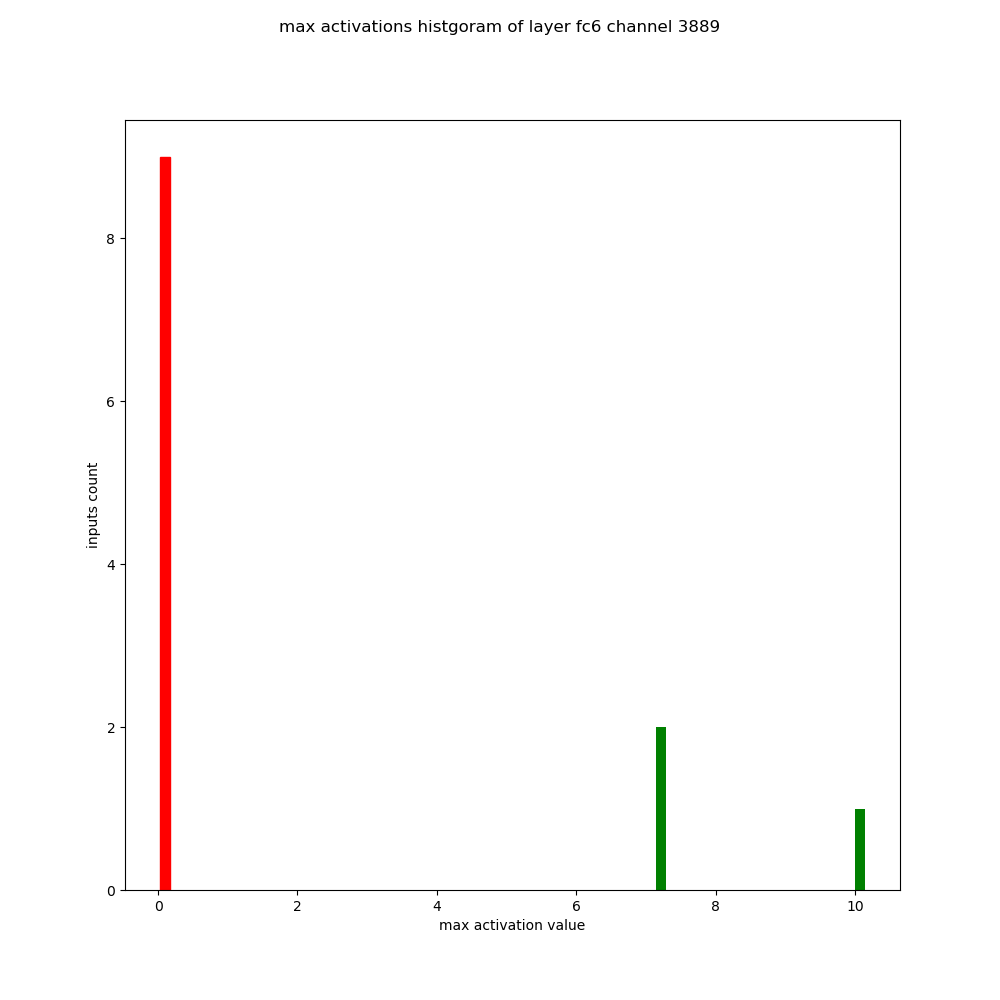 max activations histgoram of layer fc6 channel 3889
8
6
4
2
0
inputs count
0 2 4 6 8 10
max activation value